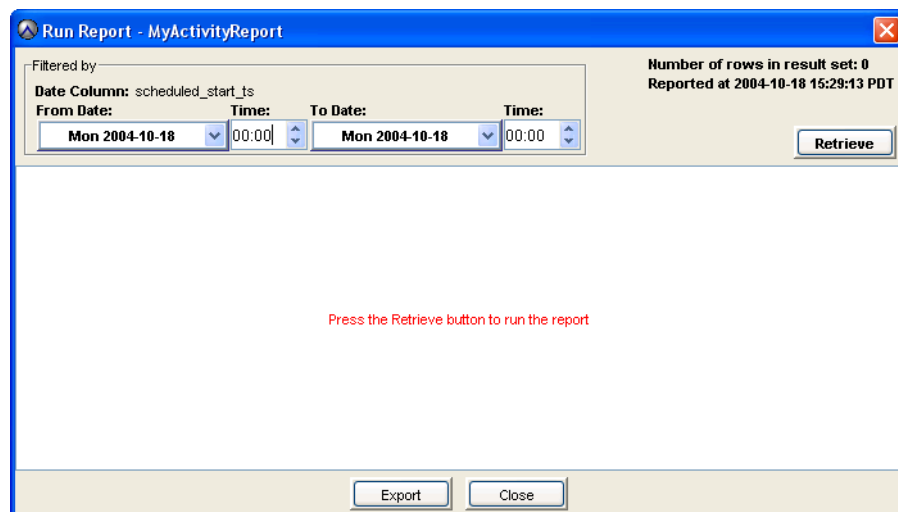 Run Report - MyActivityReport
Filtered by
Number of rows in result set: 0
Reported at 2004-10-18 15:29:13 PDT
Date Column: scheduled_start_ts
From Date: Time: To Date: Time:
Mon 2004-10-18 00:00 Mon 2004-10-18 00:00
Retrieve
Press the Retrieve button to run the report
Export Close